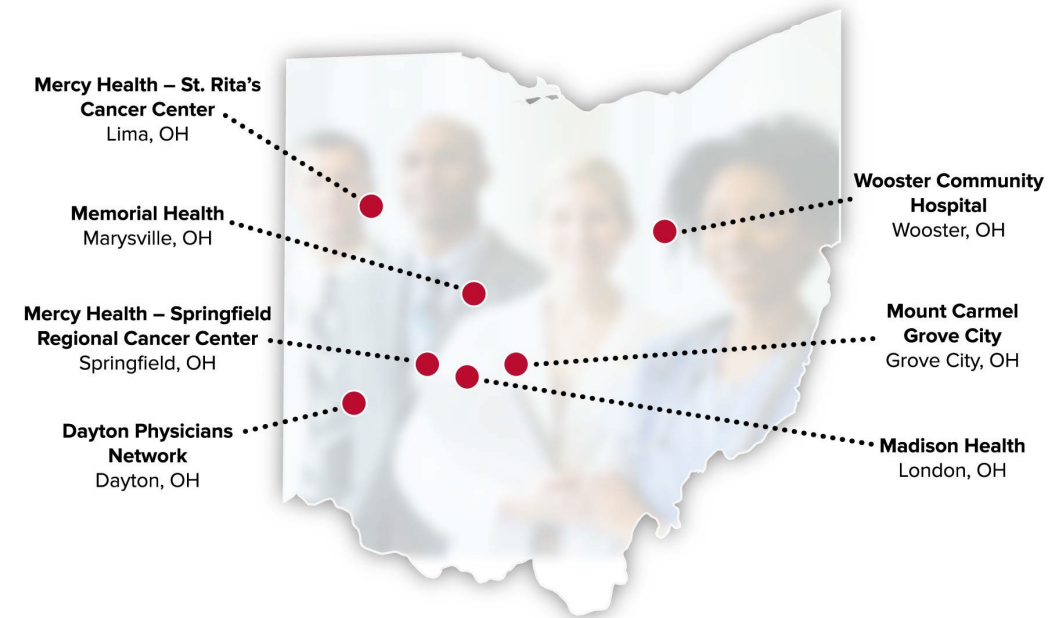 Mercy Health – St. Rita’s
Cancer Center
Lima, OH
Memorial Health
Marysville, OH
Mercy Health – Springfield
Regional Cancer Center
Springfield, OH
Dayton Physicians
Network
Dayton, OH
Wooster Community
Hospital
Wooster, OH
Mount Carmel
Grove City
Grove City, OH
Madison Health
London, OH